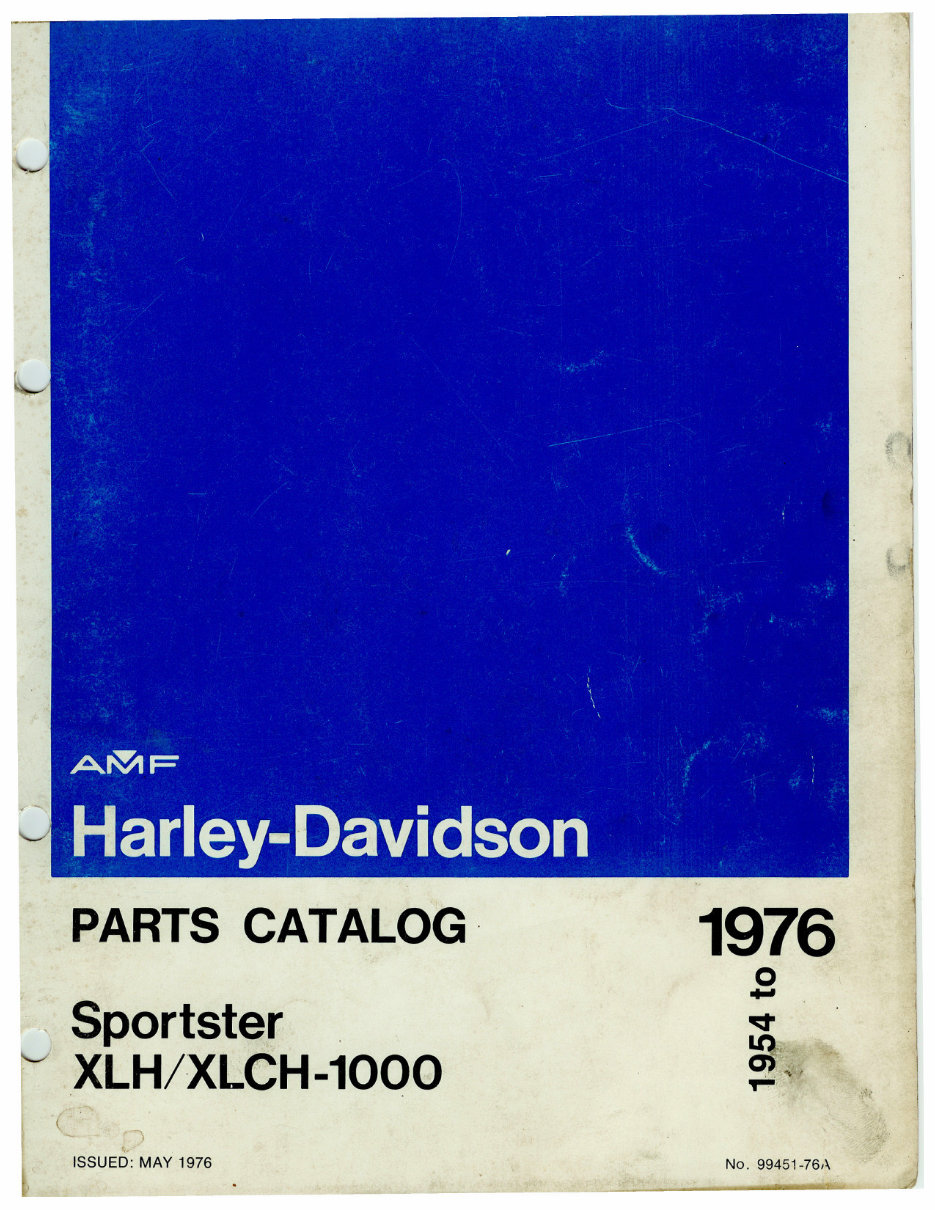 AMF
Harley-Davidson
PARTS CATALOG
1976
1954 to
Sportster
XLH/XLCH-1000
ISSUED: MAY 1976
No. 99451-76A